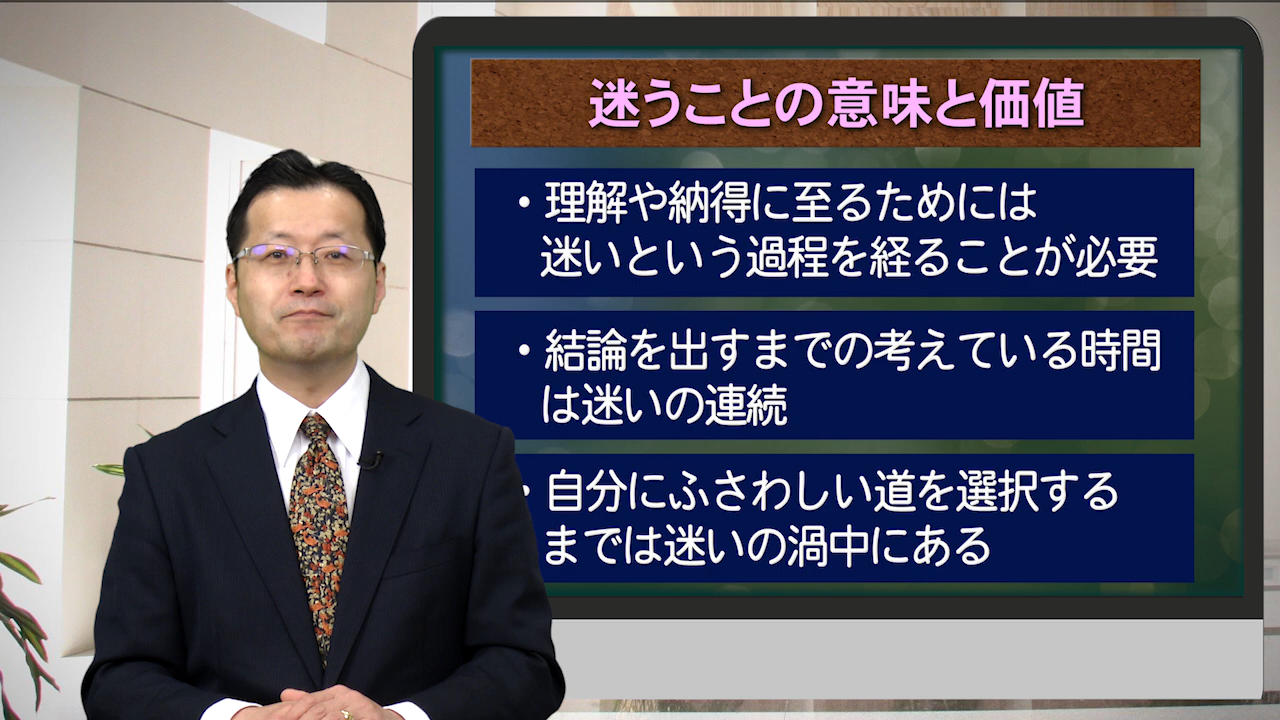 迷うことの意味と価値
・理解や納得に至るためには
迷いという過程を経ることが必要
・結論を出すまでの考えている時間
は迷いの連続
・自分にふさわしい道を選択する
までは迷いの渦中にある